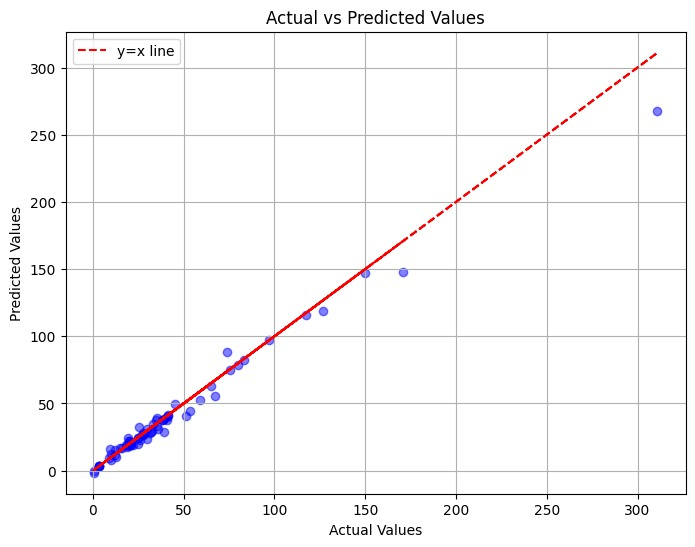 Actual vs Predicted Values
y=x line
300
250
200
150
100
50
0
Predicted Values
0 50 100 150 200 250 300
Actual Values